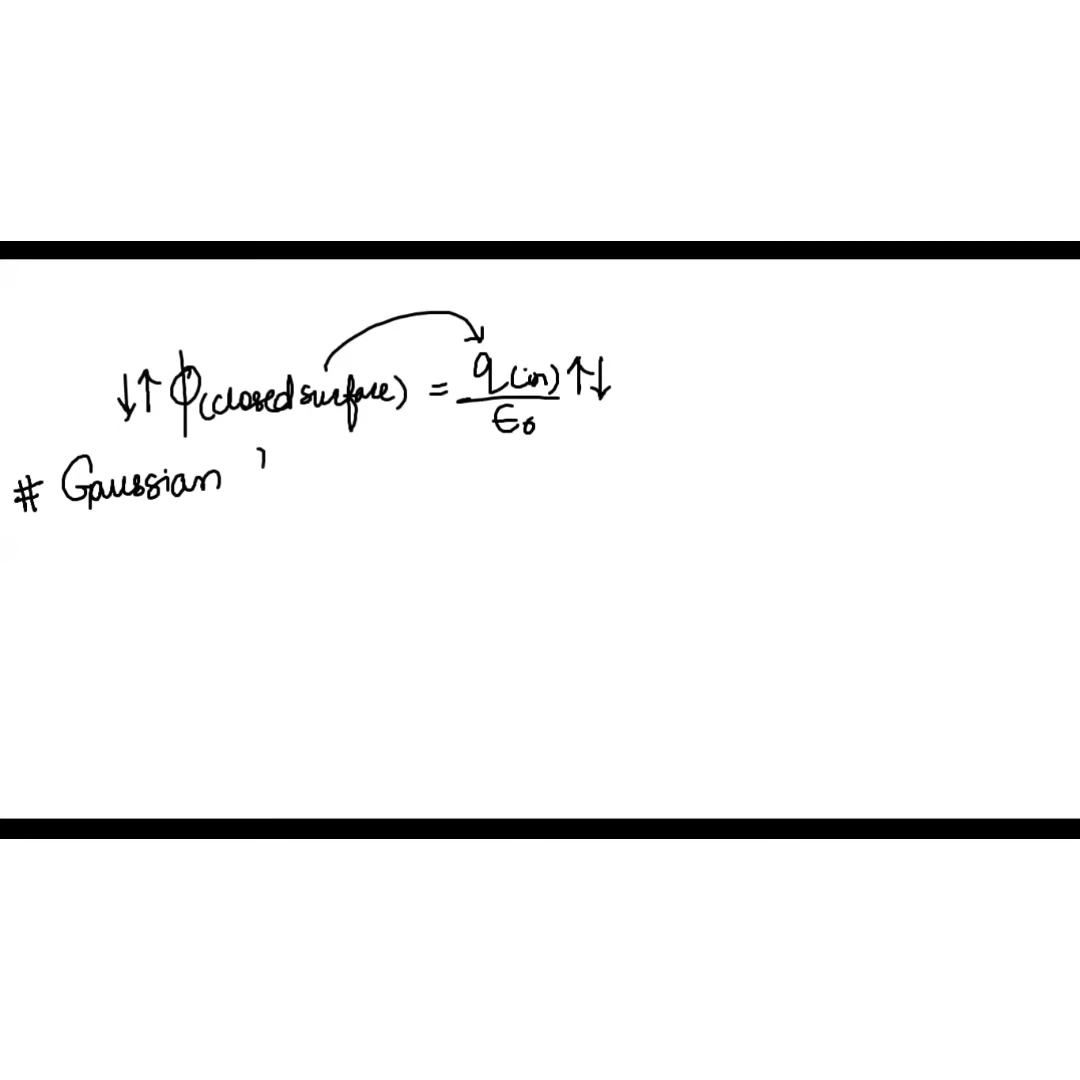 ↓↑ ϕ(closed surface) = q(in)/ϵ₀ ↑↓
# Gaussian